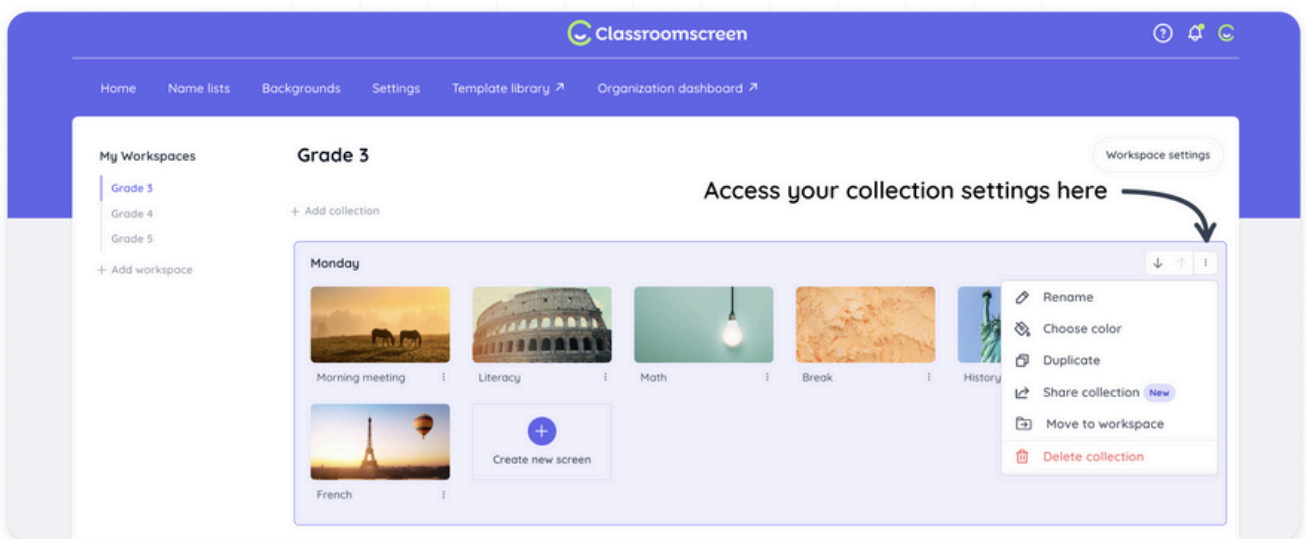 Classroomscreen
Home Name lists Backgrounds Settings Template library Organization dashboard
My Workspaces
Grade 3
Grade 4
Grade 5
+ Add workspace
Grade 3
Workspace settings
Access your collection settings here
+ Add collection
Monday
Morning meeting
Literacy
Math
Break
History
French
Create new screen
Rename
Choose color
Duplicate
Share collection New
Move to workspace
Delete collection